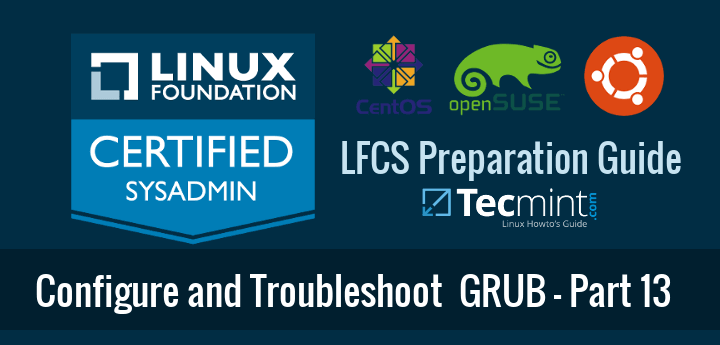 LINUX
FOUNDATION
CERTIFIED
SYSADMIN
CentOS
openSUSE
LFCS Preparation Guide
Tecmint.com
Linux Howto's Guide
Configure and Troubleshoot GRUB - Part 13